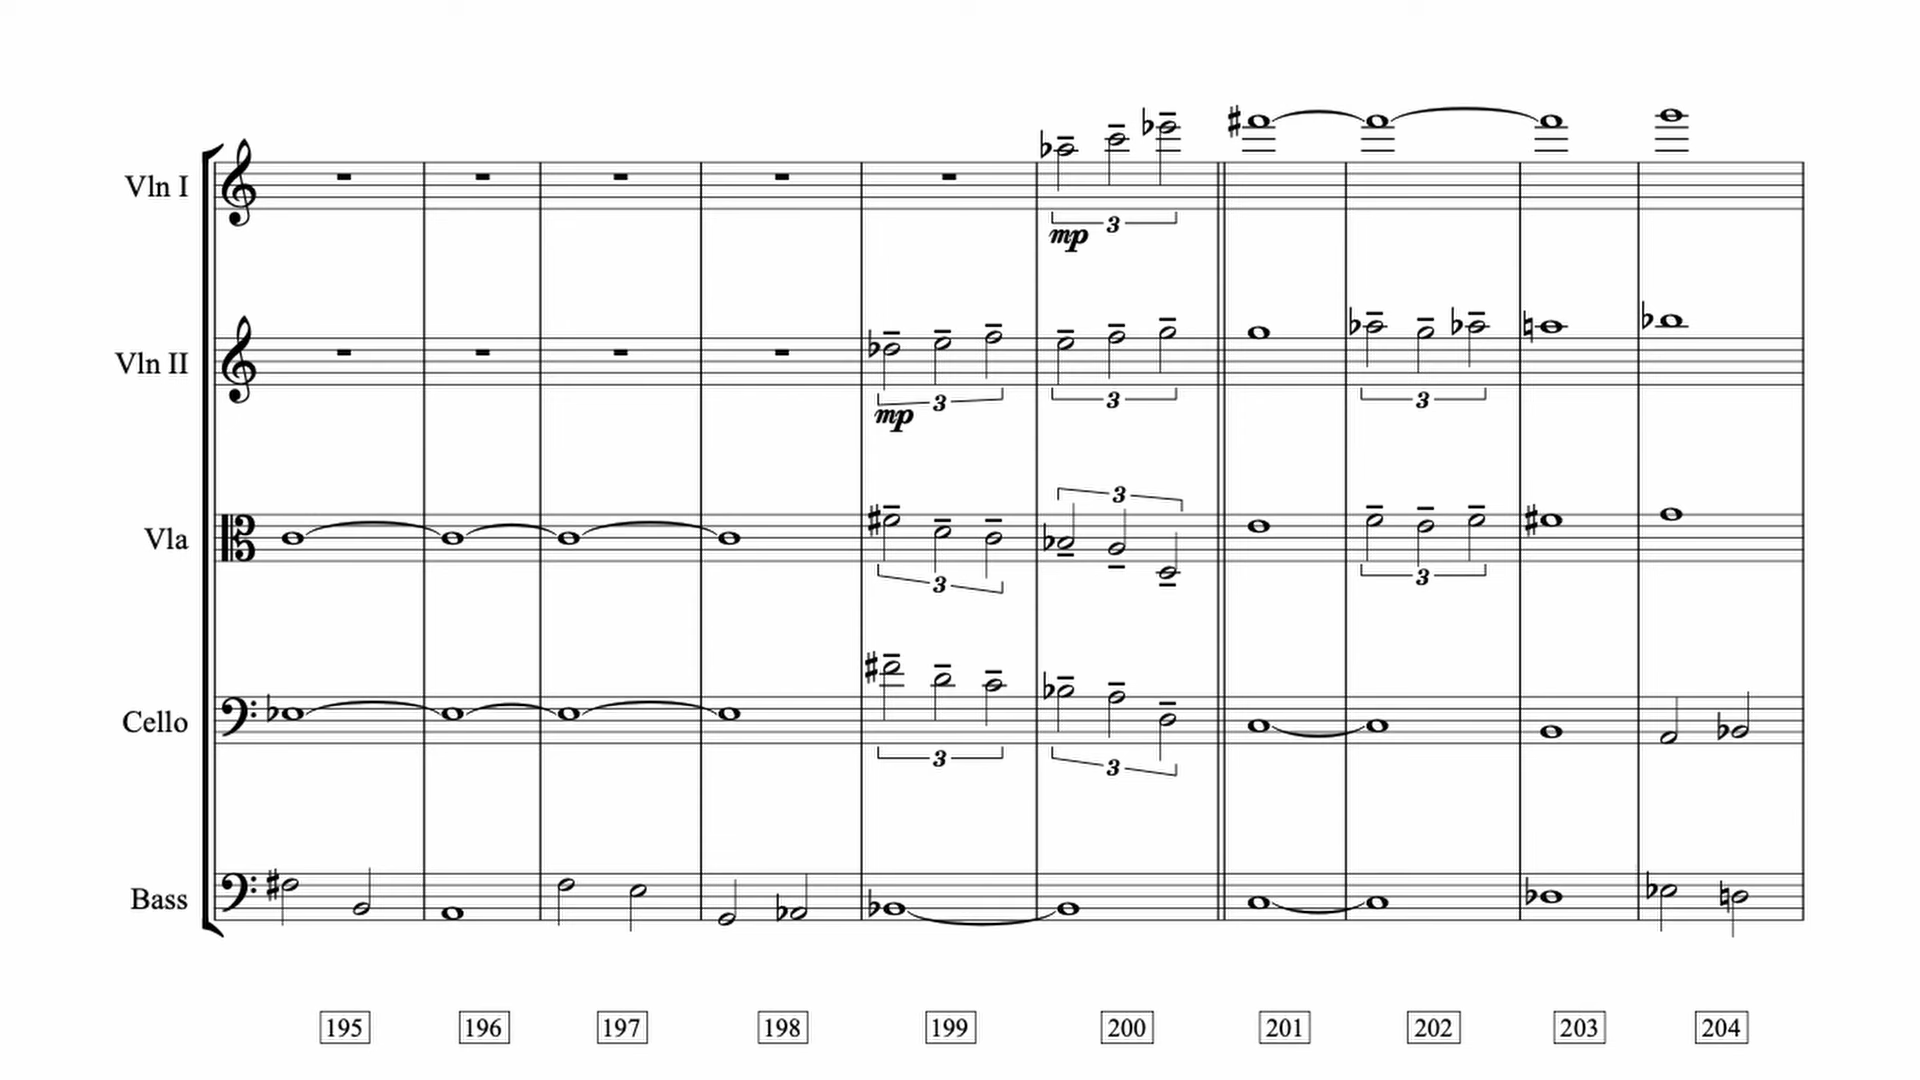 Vln I
3
mp
Vln II
3 3 3
mp
3
Vla
3 3
Cello
3 3
Bass
195 196 197 198 199 200 201 202 203 204